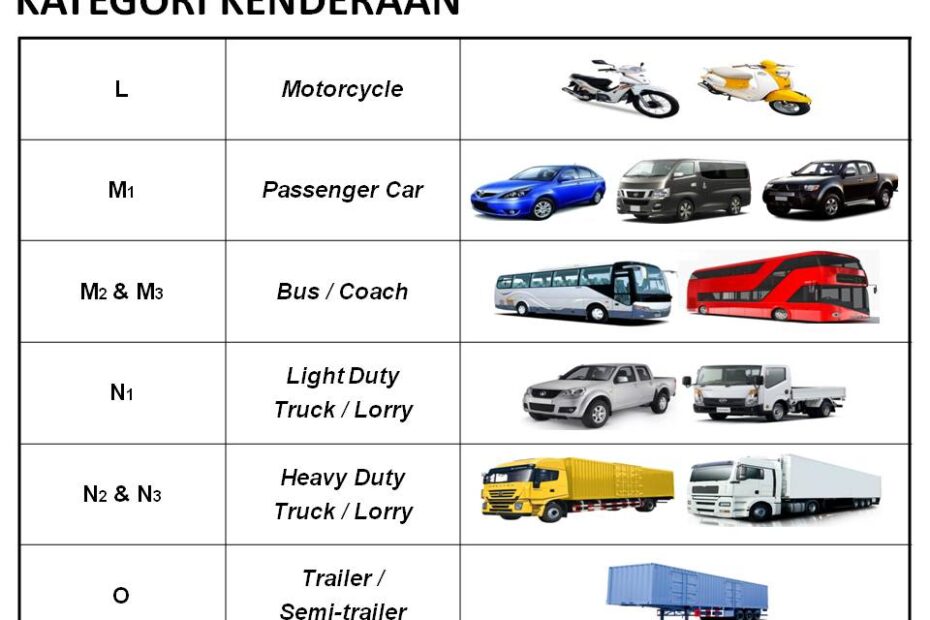 KATEGORI KENDERAAN
L
Motorcycle
M1
Passenger Car
M2 & M3
Bus / Coach
N1
Light Duty
Truck / Lorry
N2 & N3
Heavy Duty
Truck / Lorry
O
Trailer /
Semi-trailer